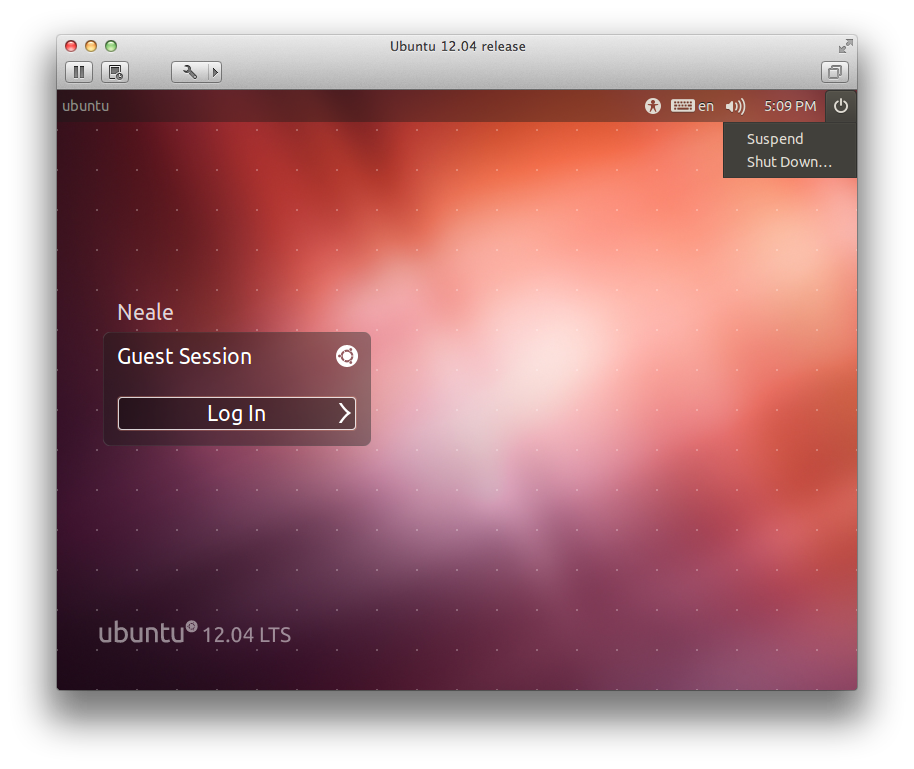 Ubuntu 12.04 release
ubuntu
en
5:09 PM
Suspend
Shut Down...
Neale
Guest Session
Log In
ubuntu 12.04 LTS